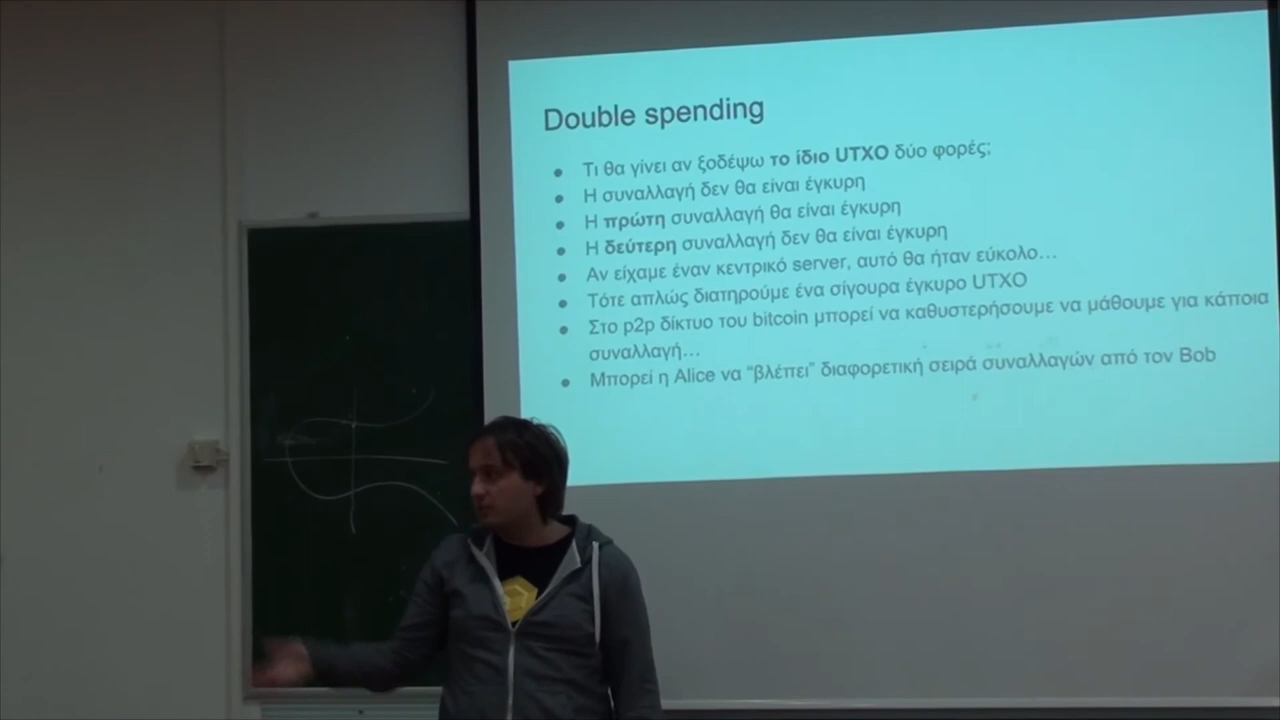 Double spending
● Τι θα γίνει αν ξοδέψω το ίδιο UTXO δύο φορές;
● Η συναλλαγή δεν θα είναι έγκυρη
● Η πρώτη συναλλαγή θα είναι έγκυρη
● Η δεύτερη συναλλαγή δεν θα είναι έγκυρη
● Αν είχαμε έναν κεντρικό server, αυτό θα ήταν εύκολο…
● Τότε απλώς διατηρούμε ένα σίγουρα έγκυρο UTXO
● Στο p2p δίκτυο του bitcoin μπορεί να καθυστερήσουμε να μάθουμε για κάποια
συναλλαγή…
● Μπορεί η Alice να “βλέπει” διαφορετική σειρά συναλλαγών από τον Bob